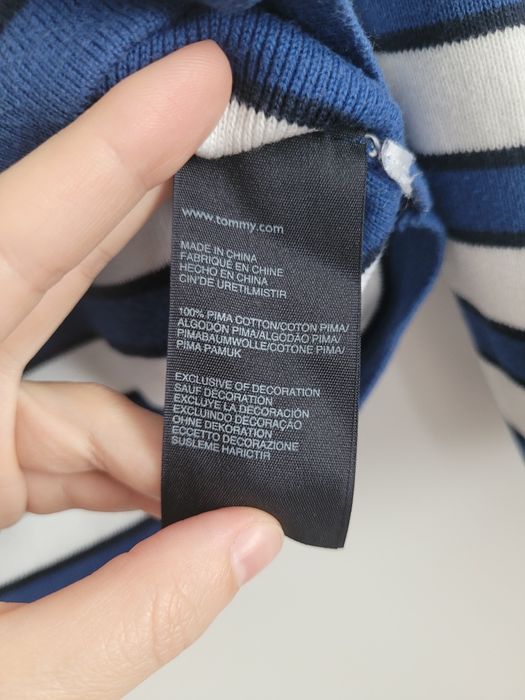 www.tommy.com
MADE IN CHINA
FABRIQUÉ EN CHINE
HECHO EN CHINA
CIN'DE URETILMISTIR
100% PIMA COTTON/COTON PIMA/
ALGODÓN PIMA/ALGODÃO PIMA/
PIMABAUMWOLLE/COTONE PIMA/
PIMA PAMUK
EXCLUSIVE OF DECORATION
SAUF DECORATION
EXCLUYE LA DECORACIÓN
EXCLUINDO DECORAÇÃO
OHNE DEKORATION
ECCETTO DECORAZIONE
SUSLEME HARICTIR